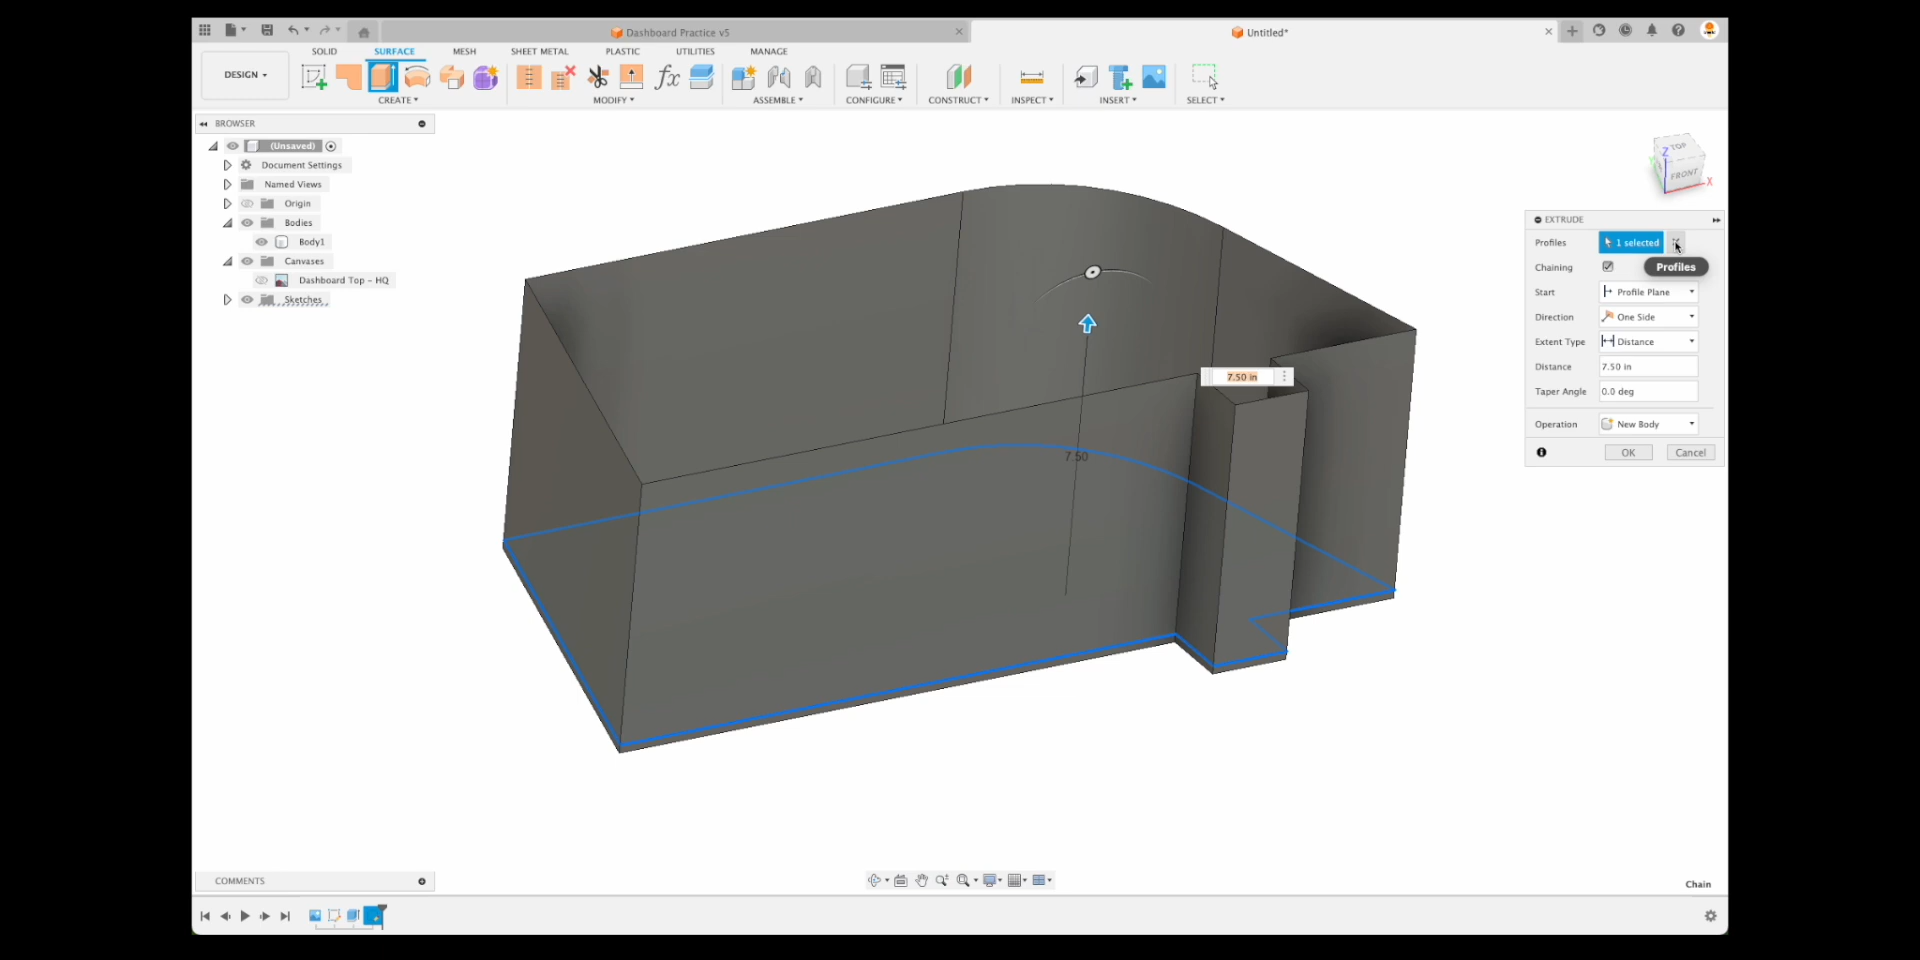 Dashboard Practice v5
Untitled*
DESIGN
SOLID
SURFACE
MESH
SHEET METAL
PLASTIC
UTILITIES
MANAGE
fx
CREATE
MODIFY
ASSEMBLE
CONFIGURE
CONSTRUCT
INSPECT
INSERT
SELECT
BROWSER
(Unsaved)
Document Settings
Named Views
Origin
Bodies
Body1
Canvases
Dashboard Top - HQ
Sketches
TOP
FRONT
Z
X
7.50 in
7.50
EXTRUDE
Profiles
1 selected
Chaining
Profiles
Start
Profile Plane
Direction
One Side
Extent Type
Distance
Distance
7.50 in
Taper Angle
0.0 deg
Operation
New Body
OK
Cancel
COMMENTS
Chain